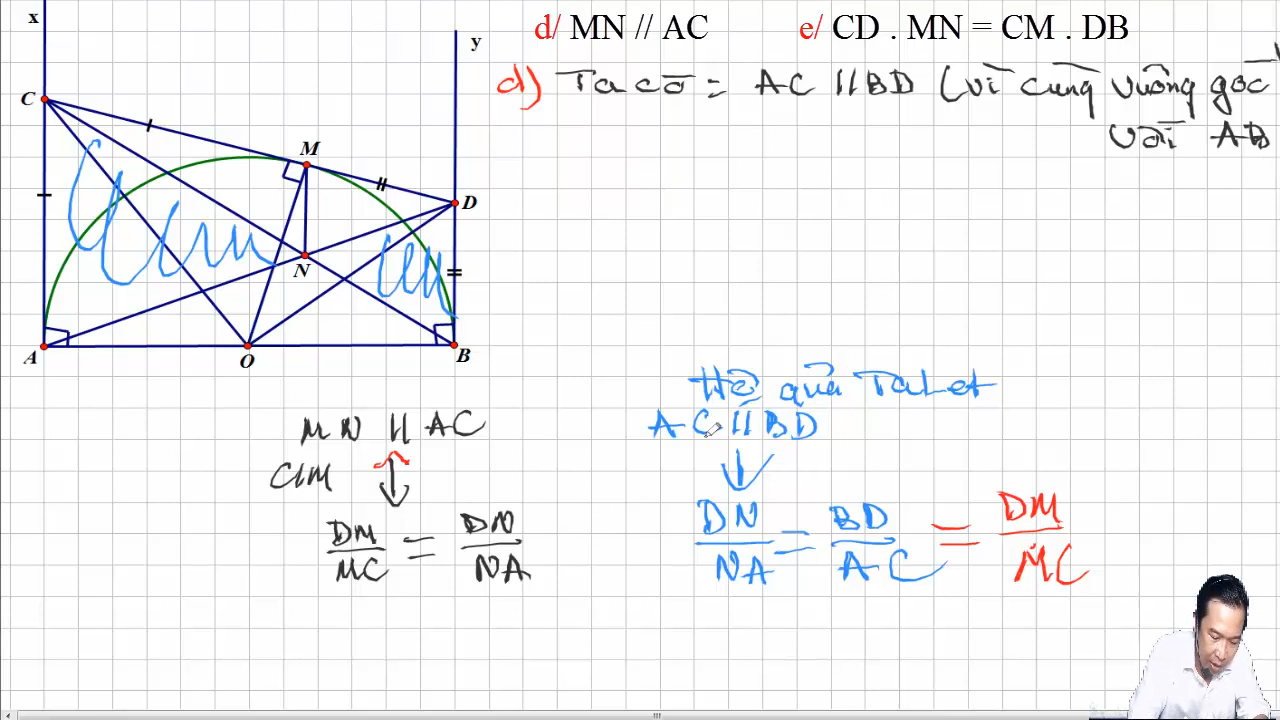 d/ MN // AC e/ CD . MN = CM . DB
x
y
d) Ta có: AC // BD (vì cùng vuông góc
với AB
C
M
D
N
A
O
B
Hệ quả TaLet
MN // AC
AC // BD
CIM
DM/MC = DN/NA
DN/NA = BD/AC = DM/MC